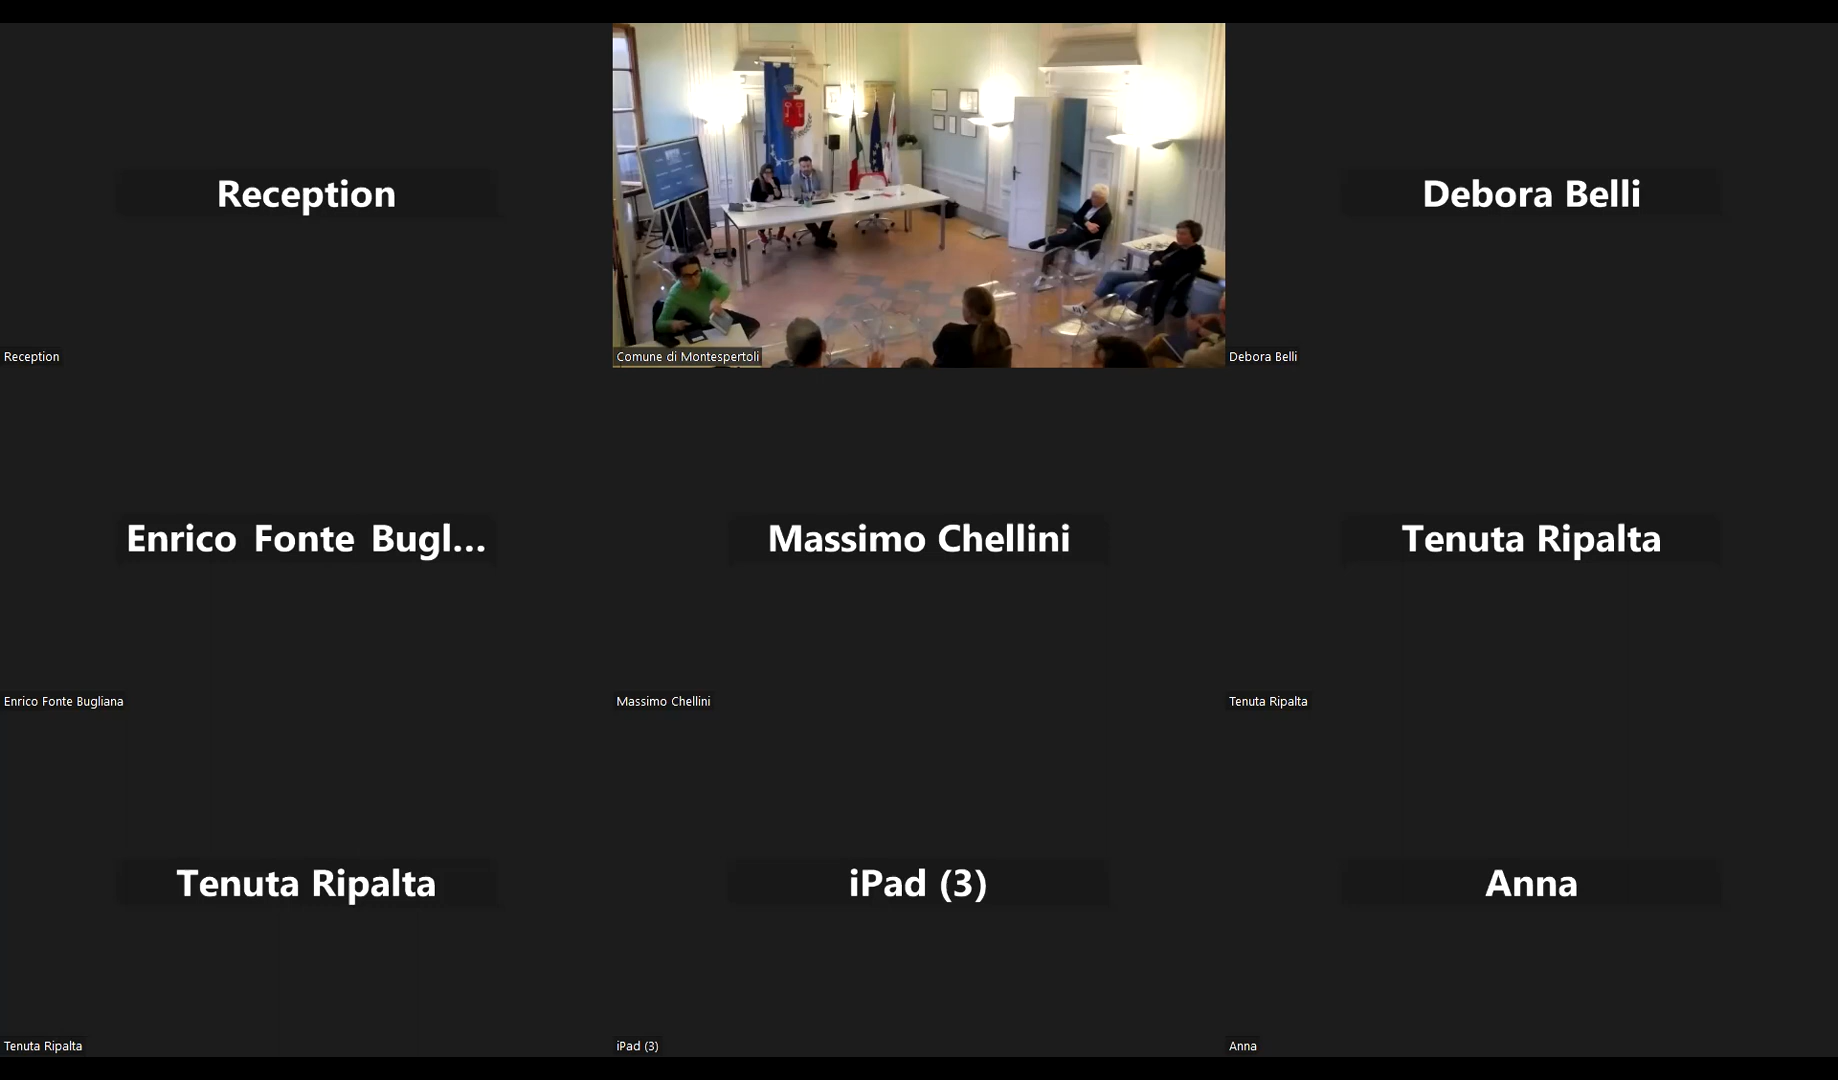 Reception
Debora Belli
Reception
Comune di Montespertoli
Debora Belli
Enrico Fonte Bugl...
Massimo Chellini
Tenuta Ripalta
Enrico Fonte Bugliana
Massimo Chellini
Tenuta Ripalta
Tenuta Ripalta
iPad (3)
Anna
Tenuta Ripalta
iPad (3)
Anna